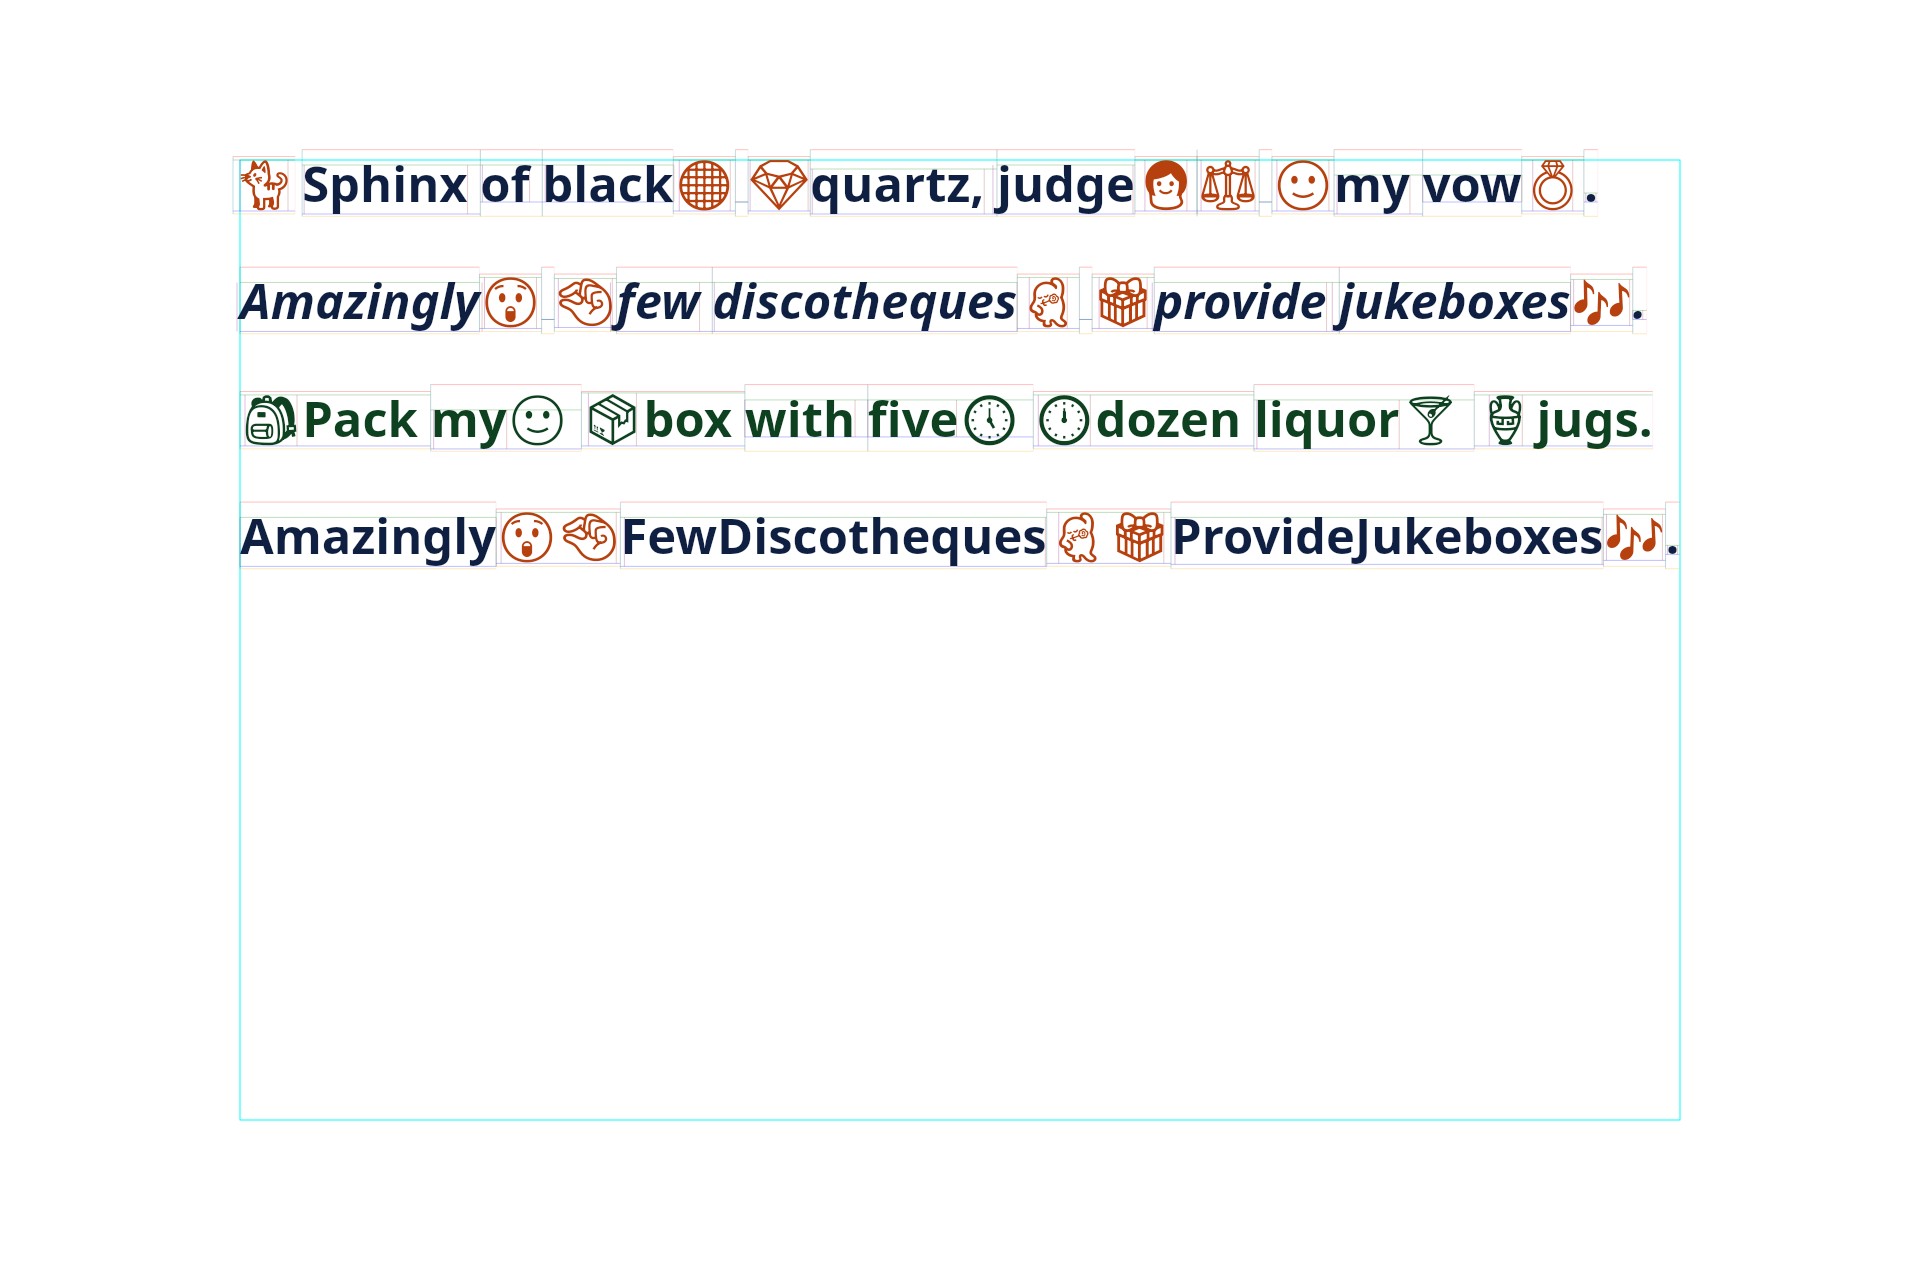 🐈Sphinx of black🌐 💎quartz, judge👩⚖ 🙂my vow💍.
Amazingly😲 🤏few discotheques🦤 🎁provide jukeboxes🎶.
🎒Pack my🙂 📦box with five🕔 🕛dozen liquor🍸 🏺jugs.
Amazingly😲🤏FewDiscotheques🦤🎁ProvideJukeboxes🎶.